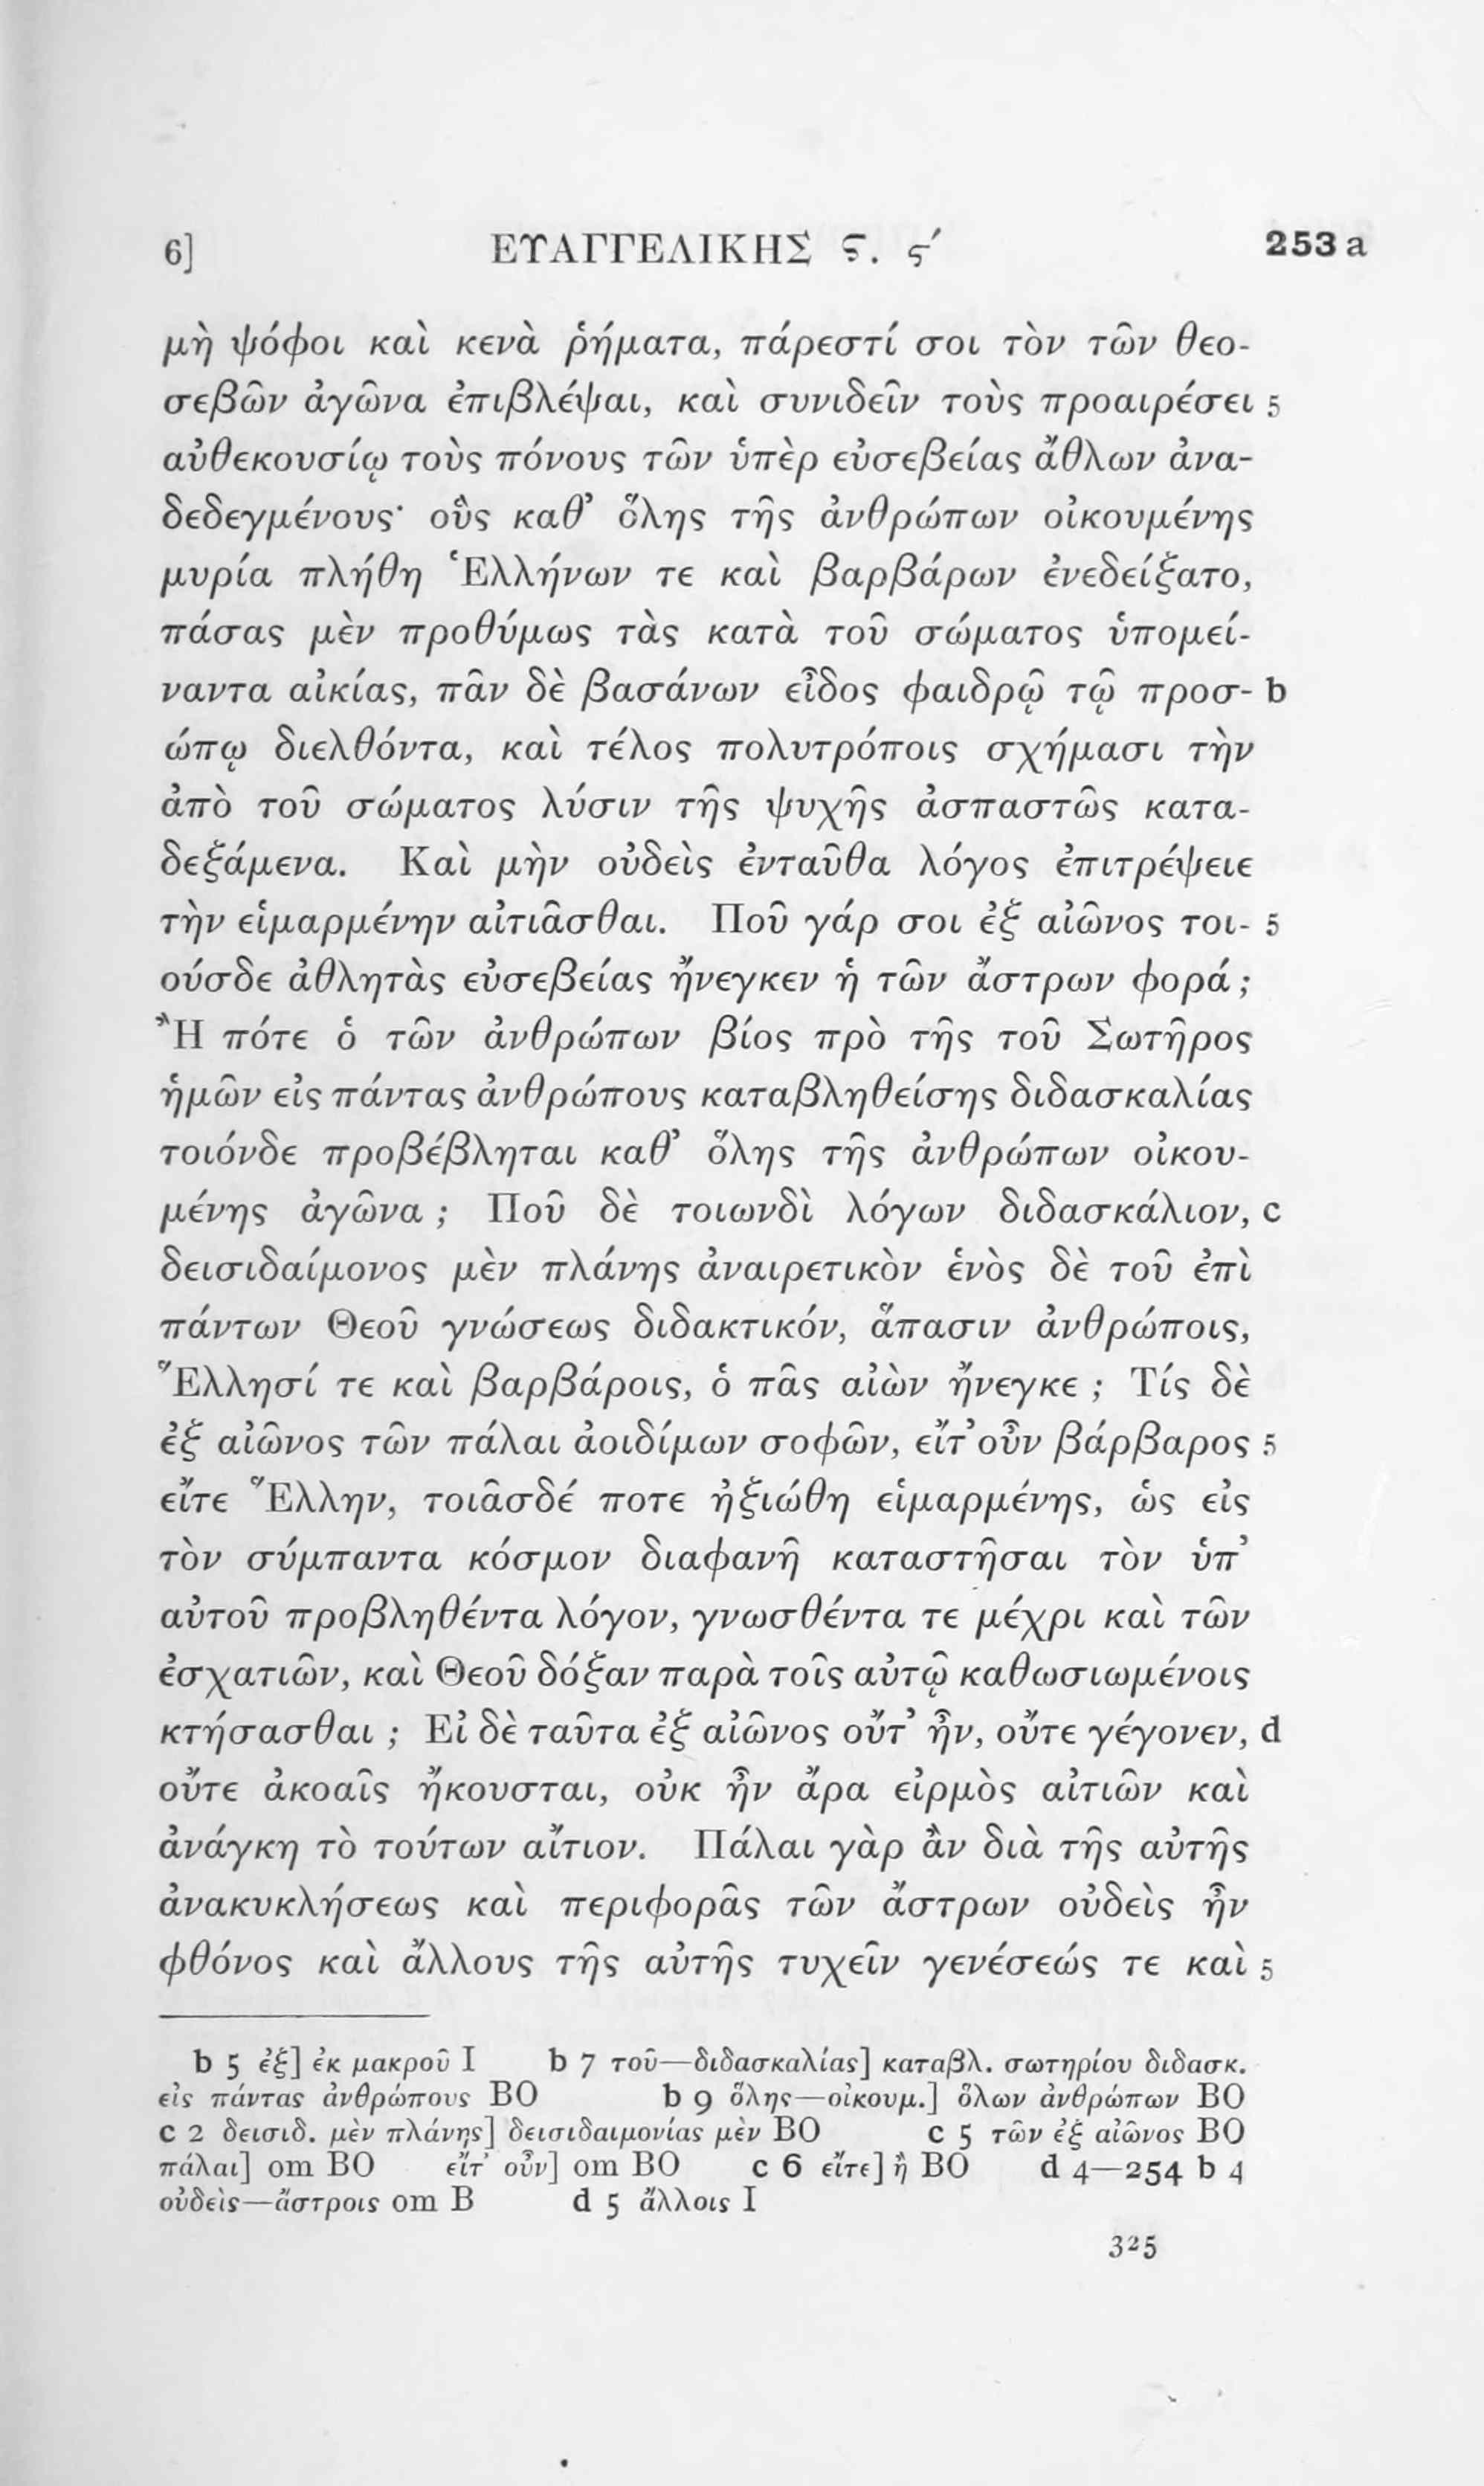 6] ΕΥΑΓΓΕΛΙΚΗΣ Ϛ. ϛ′ 253 a
μὴ ψόφοι καὶ κενὰ ῥήματα, πάρεστί σοι τὸν τῶν θεο-
σεβῶν ἀγῶνα ἐπιβλέψαι, καὶ συνιδεῖν τοὺς προαιρέσει 5
αὐθεκουσίῳ τοὺς πόνους τῶν ὑπὲρ εὐσεβείας ἄθλων ἀνα-
δεδεγμένους· οὓς καθ’ ὅλης τῆς ἀνθρώπων οἰκουμένης
μυρία πλήθη Ἑλλήνων τε καὶ βαρβάρων ἐνεδείξατο,
πάσας μὲν προθύμως τὰς κατὰ τοῦ σώματος ὑπομεί-
ναντα αἰκίας, πᾶν δὲ βασάνων εἶδος φαιδρῷ τῷ προσ- b
ώπῳ διελθόντα, καὶ τέλος πολυτρόποις σχήμασι τὴν
ἀπὸ τοῦ σώματος λύσιν τῆς ψυχῆς ἀσπαστῶς κατα-
δεξάμενα. Καὶ μὴν οὐδεὶς ἐνταῦθα λόγος ἐπιτρέψειε
τὴν εἱμαρμένην αἰτιᾶσθαι. Ποῦ γάρ σοι ἐξ αἰῶνος τοι- 5
ούσδε ἀθλητὰς εὐσεβείας ἤνεγκεν ἡ τῶν ἄστρων φορά;
Ἢ πότε ὁ τῶν ἀνθρώπων βίος πρὸ τῆς τοῦ Σωτῆρος
ἡμῶν εἰς πάντας ἀνθρώπους καταβληθείσης διδασκαλίας
τοιόνδε προβέβληται καθ’ ὅλης τῆς ἀνθρώπων οἰκου-
μένης ἀγῶνα; Ποῦ δὲ τοιωνδὶ λόγων διδασκάλιον, c
δεισιδαίμονος μὲν πλάνης ἀναιρετικὸν ἑνὸς δὲ τοῦ ἐπὶ
πάντων Θεοῦ γνώσεως διδακτικόν, ἅπασιν ἀνθρώποις,
Ἕλλησί τε καὶ βαρβάροις, ὁ πᾶς αἰὼν ἤνεγκε; Τίς δὲ
ἐξ αἰῶνος τῶν πάλαι ἀοιδίμων σοφῶν, εἴτ’ οὖν βάρβαρος 5
εἴτε Ἕλλην, τοιᾶσδέ ποτε ἠξιώθη εἱμαρμένης, ὡς εἰς
τὸν σύμπαντα κόσμον διαφανῆ καταστῆσαι τὸν ὑπ’
αὐτοῦ προβληθέντα λόγον, γνωσθέντα τε μέχρι καὶ τῶν
ἐσχατιῶν, καὶ Θεοῦ δόξαν παρὰ τοῖς αὐτῷ καθωσιωμένοις
κτήσασθαι; Εἰ δὲ ταῦτα ἐξ αἰῶνος οὔτ’ ἦν, οὔτε γέγονεν, d
οὔτε ἀκοαῖς ἤκουσται, οὐκ ἦν ἄρα εἱρμὸς αἰτιῶν καὶ
ἀνάγκη τὸ τούτων αἴτιον. Πάλαι γὰρ ἂν διὰ τῆς αὐτῆς
ἀνακυκλήσεως καὶ περιφορᾶς τῶν ἄστρων οὐδεὶς ἦν
φθόνος καὶ ἄλλους τῆς αὐτῆς τυχεῖν γενέσεώς τε καὶ 5
b 5 ἐξ] ἐκ μακροῦ I b 7 τοῦ—διδασκαλίας] καταβλ. σωτηρίου διδασκ.
εἰς πάντας ἀνθρώπους BO b 9 ὅλης—οἰκουμ.] ὅλων ἀνθρώπων BO
c 2 δεισιδ. μὲν πλάνης] δεισιδαιμονίας μὲν BO c 5 τῶν ἐξ αἰῶνος BO
πάλαι] om BO εἴτ’ οὖν] om BO c 6 εἴτε] ἢ BO d 4—254 b 4
οὐδεὶς—ἄστροις om B d 5 ἄλλοις I
325